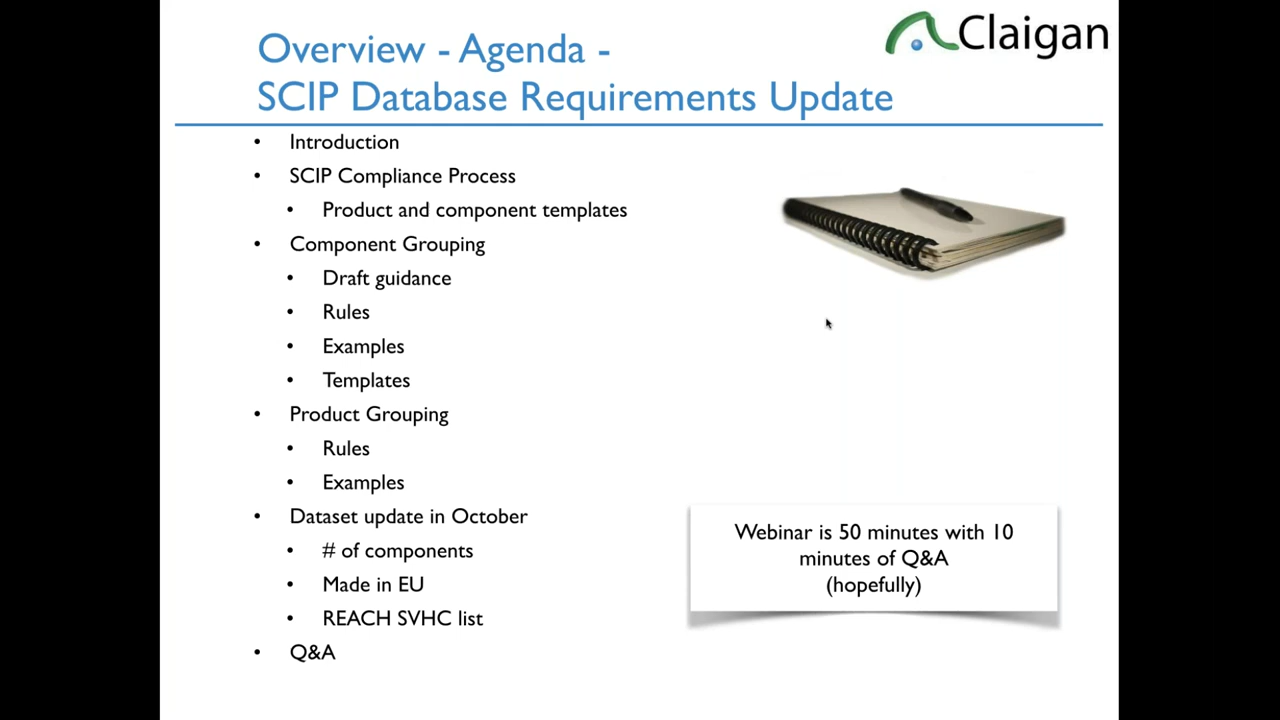 Claigan
Overview - Agenda -
SCIP Database Requirements Update
• Introduction
• SCIP Compliance Process
• Product and component templates
• Component Grouping
• Draft guidance
• Rules
• Examples
• Templates
• Product Grouping
• Rules
• Examples
• Dataset update in October
• # of components
• Made in EU
• REACH SVHC list
• Q&A
Webinar is 50 minutes with 10
minutes of Q&A
(hopefully)